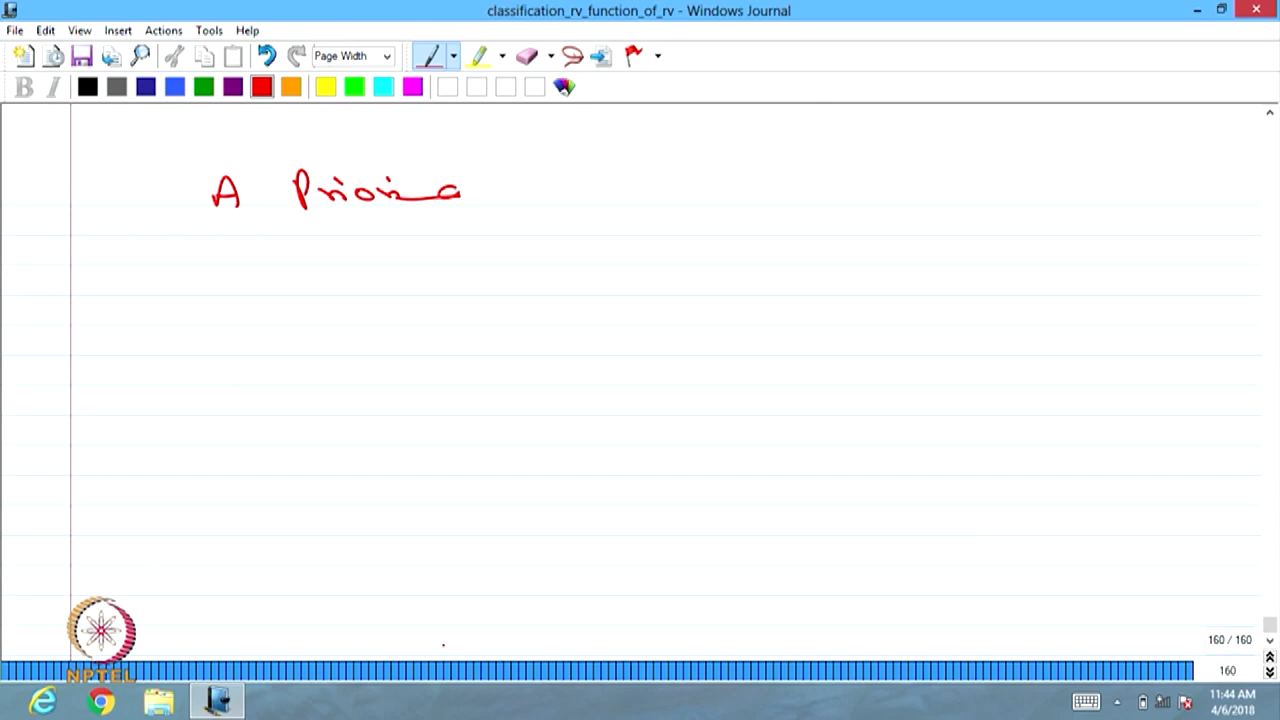 classification_rv_function_of_rv - Windows Journal
File Edit View Insert Actions Tools Help
Page Width
B I
A
160 / 160
160
NPTEL
11:44 AM
4/6/2018